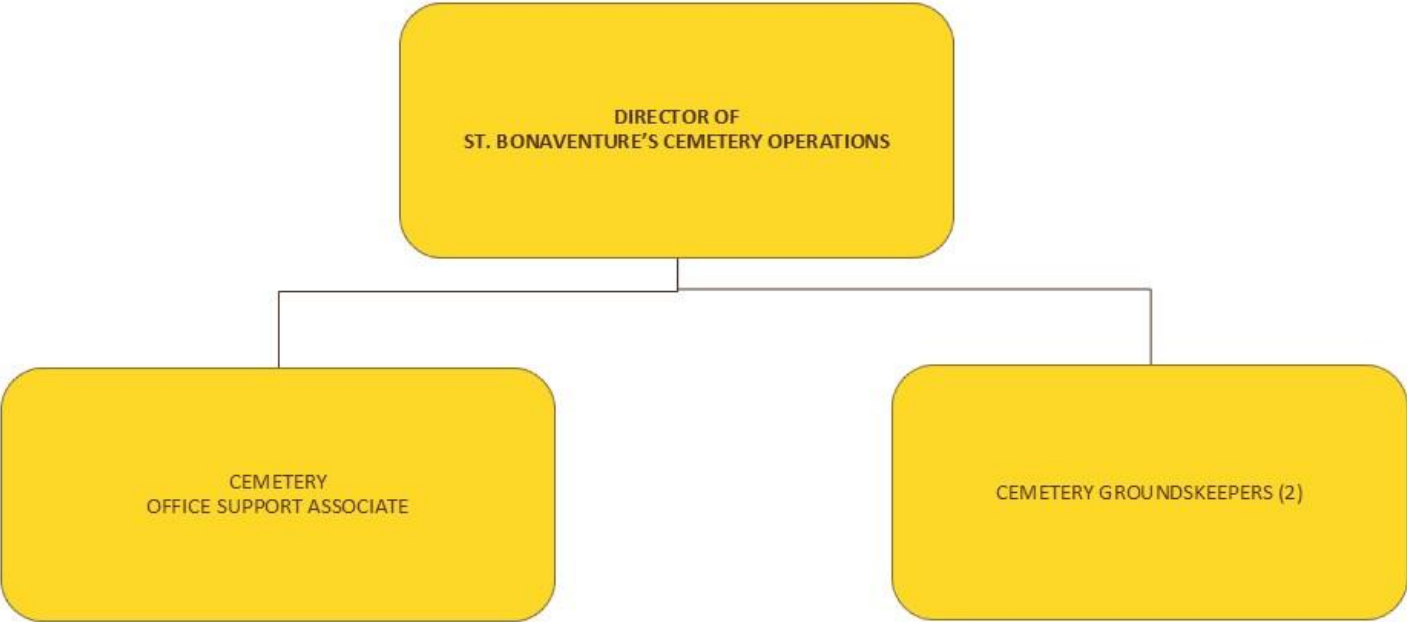 DIRECTOR OF
ST. BONAVENTURE’S CEMETERY OPERATIONS
CEMETERY
OFFICE SUPPORT ASSOCIATE
CEMETERY GROUNDSKEEPERS (2)